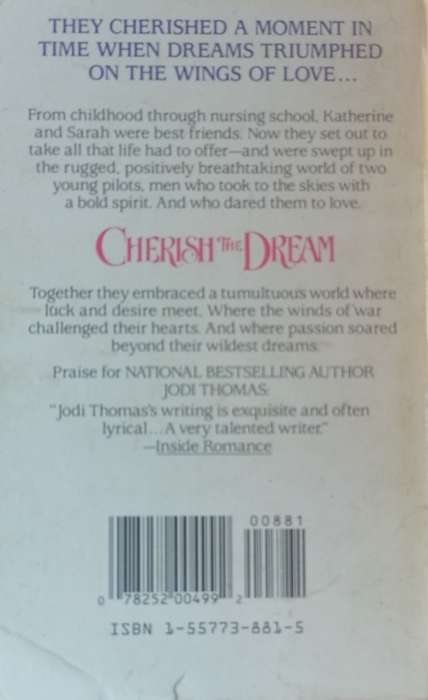 THEY CHERISHED A MOMENT IN
TIME WHEN DREAMS TRIUMPHED
ON THE WINGS OF LOVE...
From childhood through nursing school, Katherine
and Sarah were best friends. Now they set out to
take all that life had to offer—and were swept up in
the rugged, positively breathtaking world of two
young pilots, men who took to the skies with
a bold spirit. And who dared them to love.
CHERISH THE DREAM
Together they embraced a tumultuous world where
luck and desire meet. Where the winds of war
challenged their hearts. And where passion soared
beyond their wildest dreams.
Praise for NATIONAL BESTSELLING AUTHOR
JODI THOMAS:
"Jodi Thomas's writing is exquisite and often
lyrical...A very talented writer."
—Inside Romance
00881
0 78252 00499 2
ISBN 1-55773-881-5